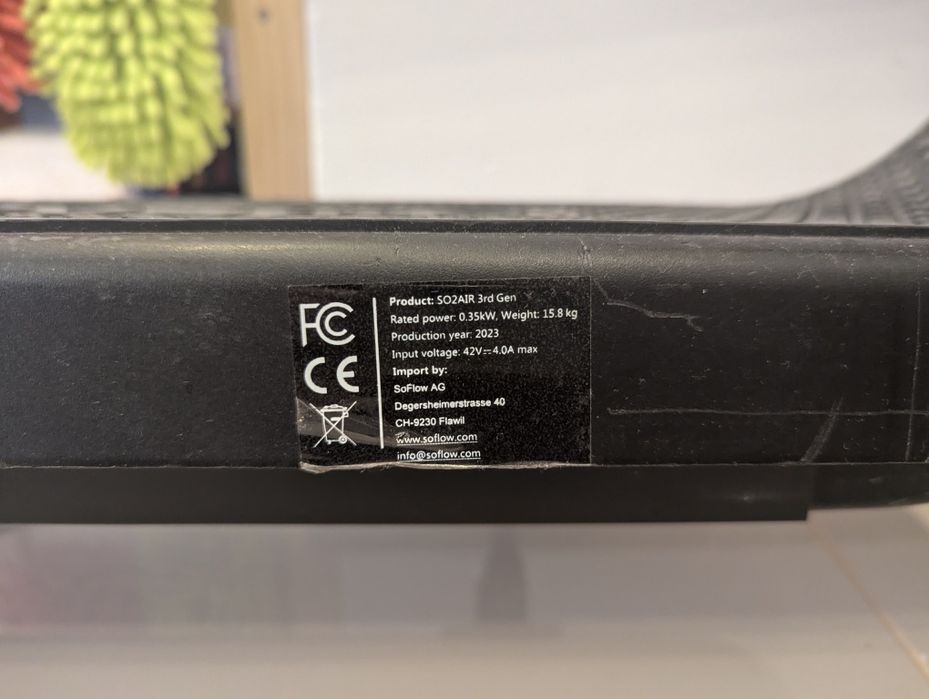 FC
CE
Product: SO2AIR 3rd Gen
Rated power: 0.35kW, Weight: 15.8 kg
Production year: 2023
Input voltage: 42V⎓4.0A max
Import by:
SoFlow AG
Degersheimerstrasse 40
CH-9230 Flawil
www.soflow.com
info@soflow.com